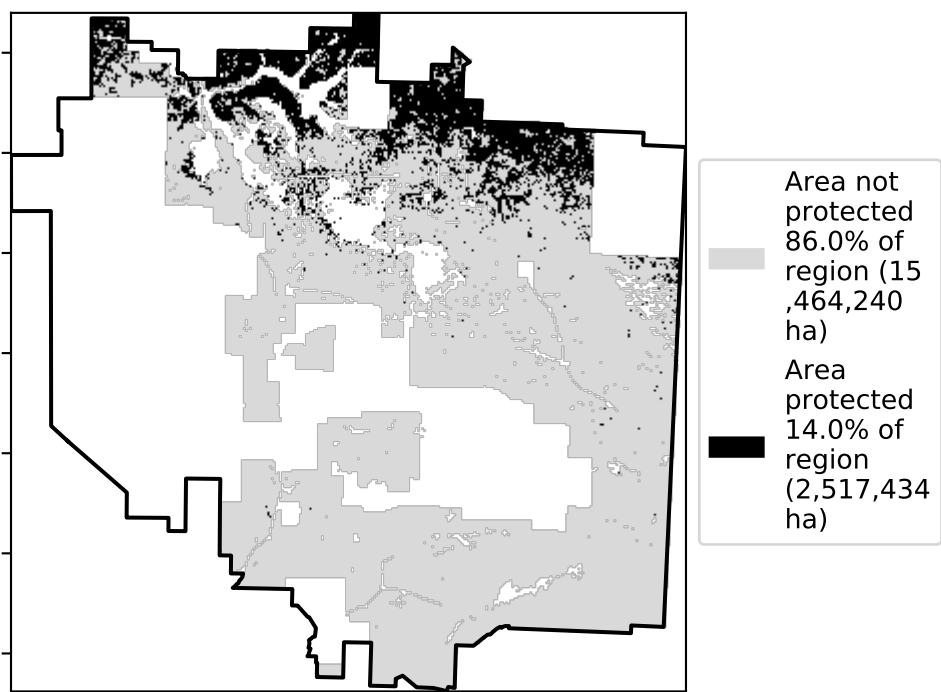 Area not
protected
86.0% of
region (15
,464,240
ha)
Area
protected
14.0% of
region
(2,517,434
ha)